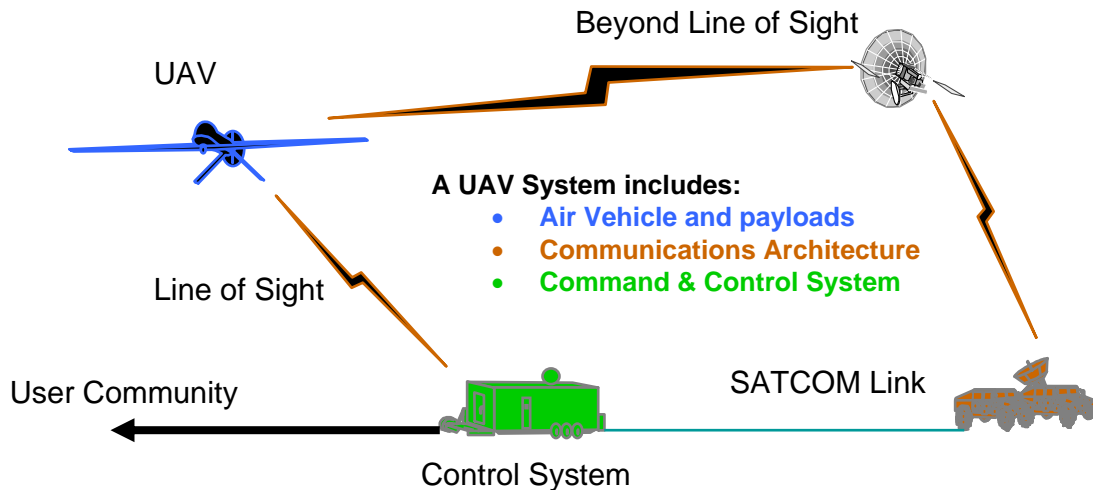 Beyond Line of Sight
UAV
A UAV System includes:
• Air Vehicle and payloads
• Communications Architecture
• Command & Control System
Line of Sight
SATCOM Link
User Community
Control System